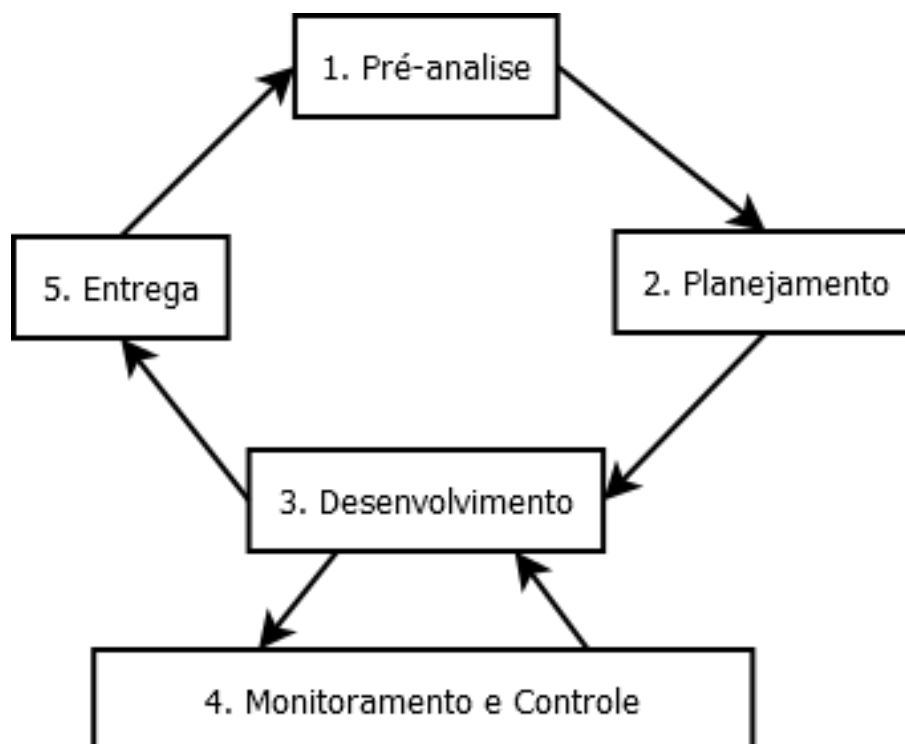 1. Pré-analise
5. Entrega
2. Planejamento
3. Desenvolvimento
4. Monitoramento e Controle